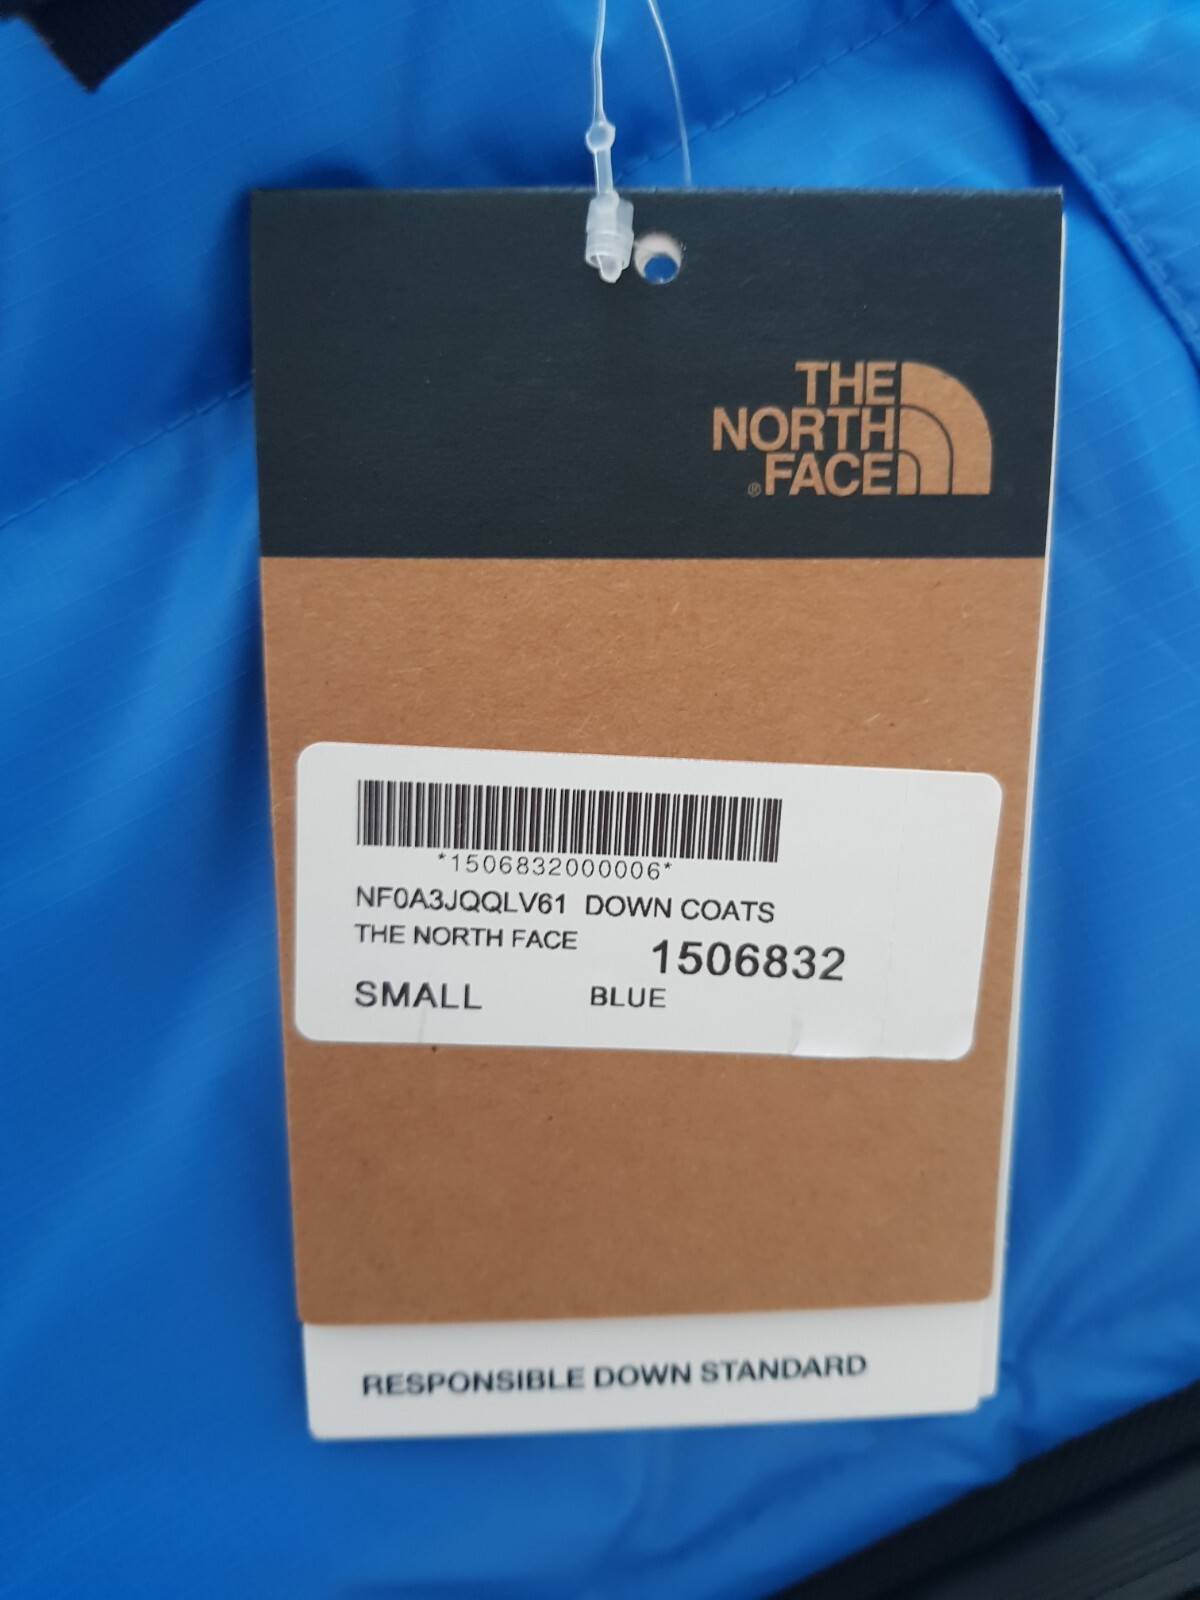 THE
NORTH
FACE
®
*1506832000006*
NF0A3JQQLV61 DOWN COATS
THE NORTH FACE 1506832
SMALL BLUE
RESPONSIBLE DOWN STANDARD